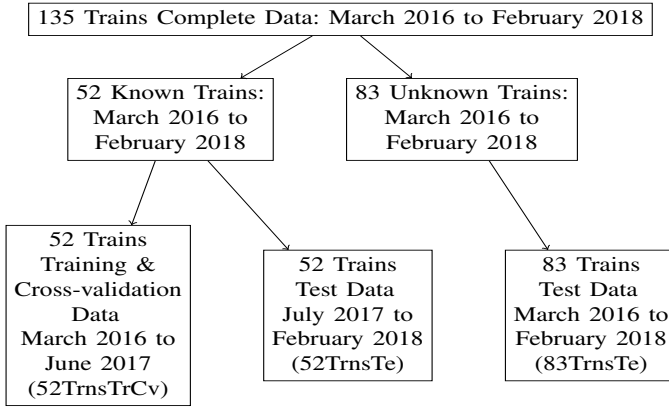 135 Trains Complete Data: March 2016 to February 2018
52 Known Trains:
March 2016 to
February 2018
83 Unknown Trains:
March 2016 to
February 2018
52 Trains
Training &
Cross-validation
Data
March 2016 to
June 2017
(52TrnsTrCv)
52 Trains
Test Data
July 2017 to
February 2018
(52TrnsTe)
83 Trains
Test Data
March 2016 to
February 2018
(83TrnsTe)